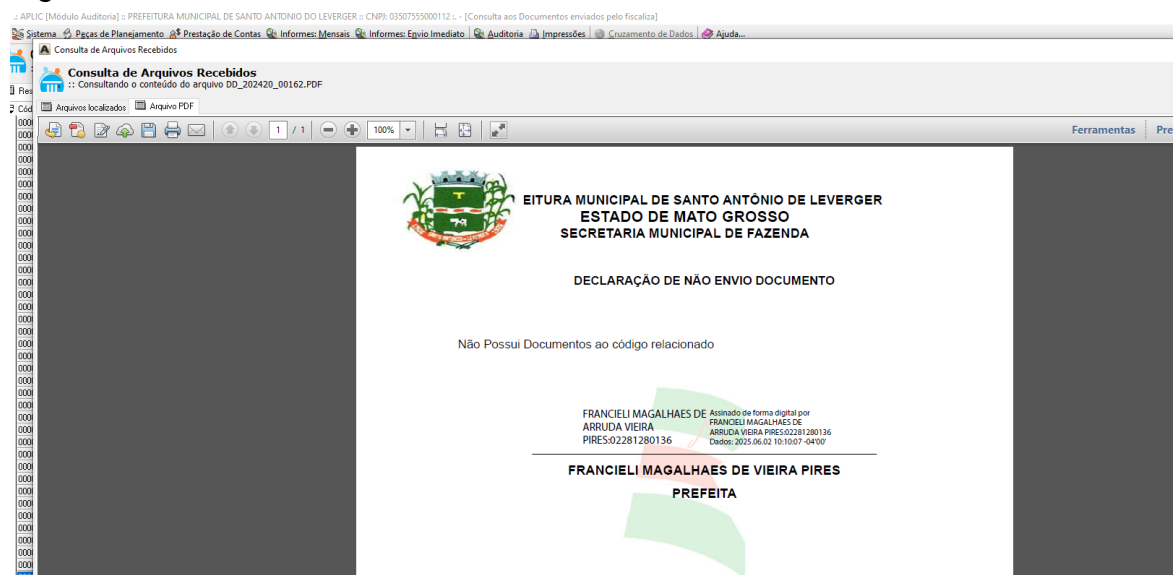 .: APLIC [Módulo Auditoria] :: PREFEITURA MUNICIPAL DE SANTO ANTONIO DO LEVERGER :: CNPJ: 03507555000112 :. - [Consulta aos Documentos enviados pelo fiscaliza]
Sistema Peças de Planejamento Prestação de Contas Informes: Mensais Informes: Envio Imediato Auditoria Impressões Cruzamento de Dados Ajuda...
Consulta de Arquivos Recebidos
Consulta de Arquivos Recebidos
:: Consultando o conteúdo do arquivo DD_202420_00162.PDF
Arquivos localizados Arquivo PDF
1 / 1 100% Ferramentas
EITURA MUNICIPAL DE SANTO ANTÔNIO DE LEVERGER
ESTADO DE MATO GROSSO
SECRETARIA MUNICIPAL DE FAZENDA
DECLARAÇÃO DE NÃO ENVIO DOCUMENTO
Não Possui Documentos ao código relacionado
FRANCIELI MAGALHAES DE
ARRUDA VIEIRA
PIRES:02281280136
Assinado de forma digital por
FRANCIELI MAGALHAES DE
ARRUDA VIEIRA PIRES:02281280136
Dados: 2025.06.02 10:10:07 -04'00'
FRANCIELI MAGALHAES DE VIEIRA PIRES
PREFEITA